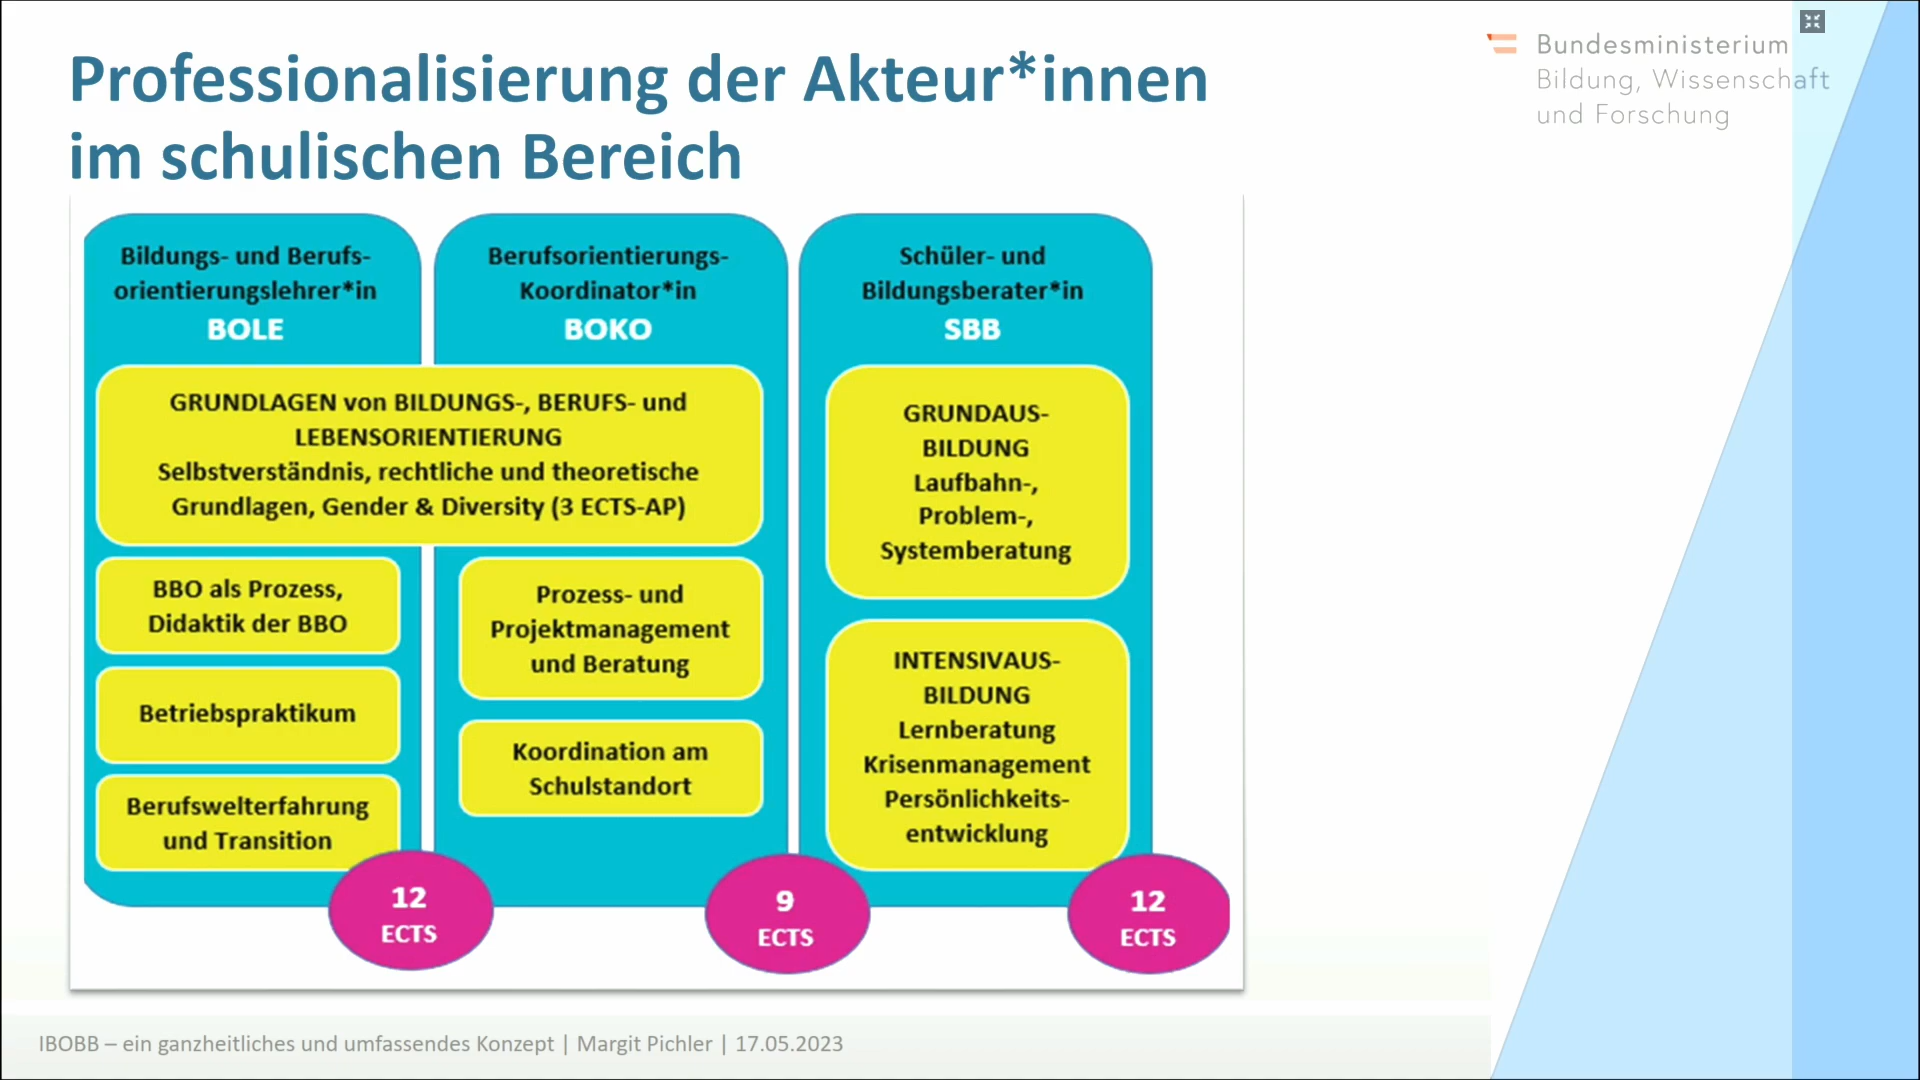 Professionalisierung der Akteur*innen
im schulischen Bereich
Bundesministerium
Bildung, Wissenschaft
und Forschung
Bildungs- und Berufs-
orientierungslehrer*in
BOLE
Berufsorientierungs-
Koordinator*in
BOKO
Schüler- und
Bildungsberater*in
SBB
GRUNDLAGEN von BILDUNGS-, BERUFS- und
LEBENSORIENTIERUNG
Selbstverständnis, rechtliche und theoretische
Grundlagen, Gender & Diversity (3 ECTS-AP)
BBO als Prozess,
Didaktik der BBO
Betriebspraktikum
Berufswelterfahrung
und Transition
12
ECTS
Prozess- und
Projektmanagement
und Beratung
Koordination am
Schulstandort
9
ECTS
GRUNDAUS-
BILDUNG
Laufbahn-,
Problem-,
Systemberatung
INTENSIVAUS-
BILDUNG
Lernberatung
Krisenmanagement
Persönlichkeits-
entwicklung
12
ECTS
IBOBB – ein ganzheitliches und umfassendes Konzept | Margit Pichler | 17.05.2023